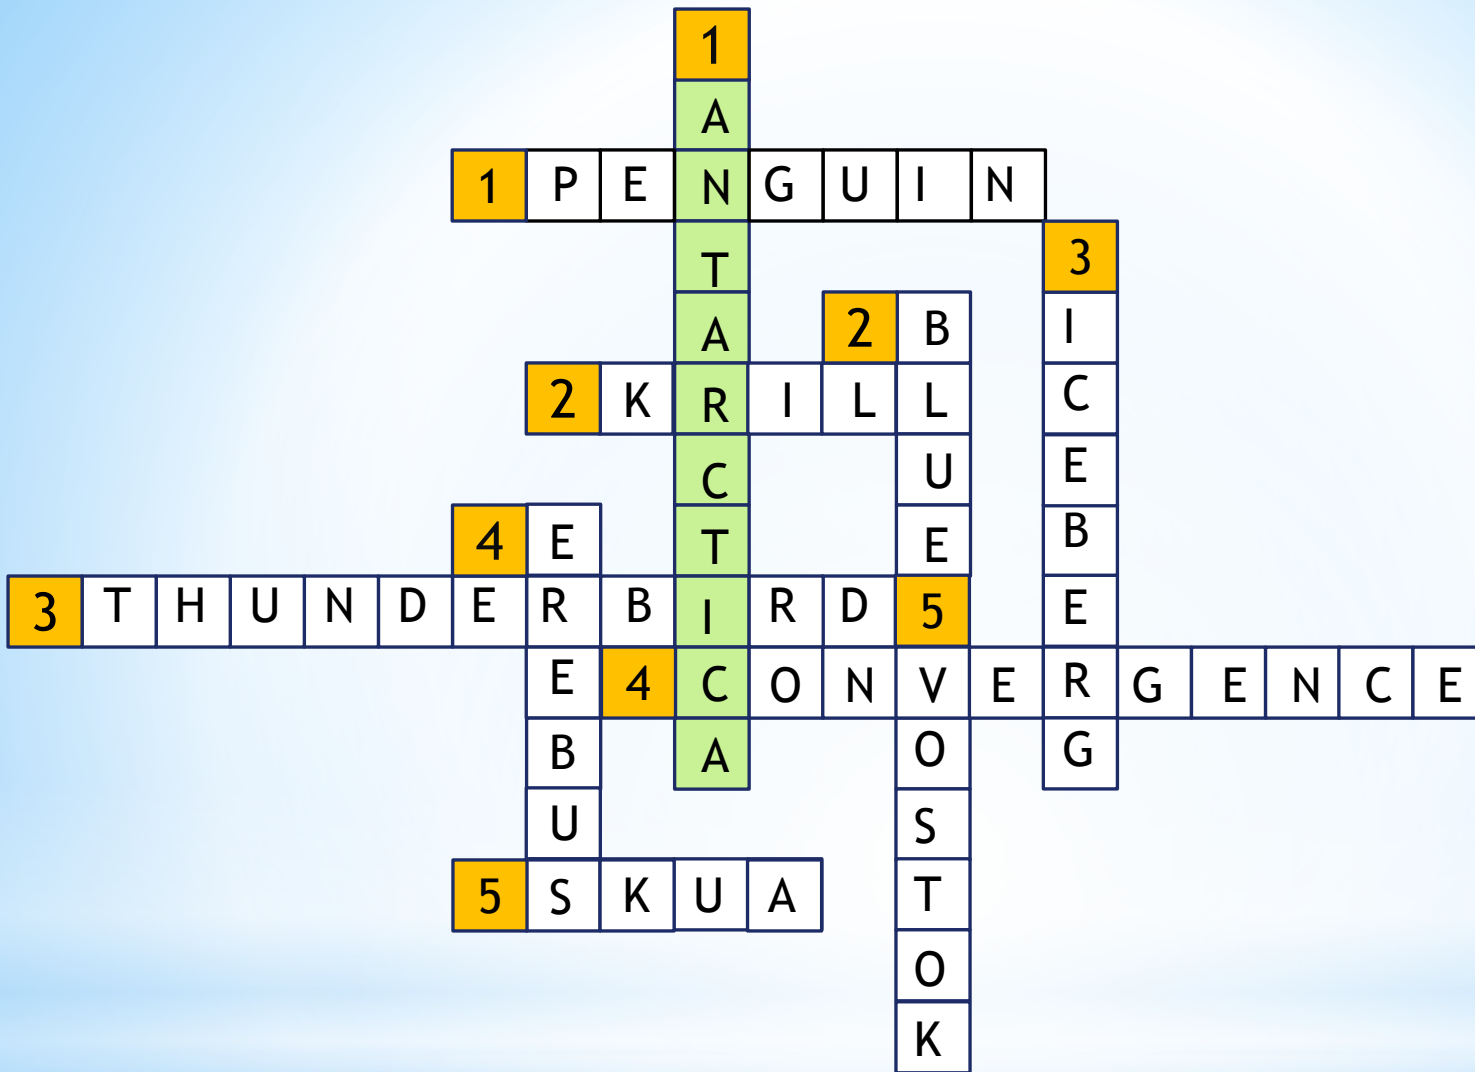 1
A
1 P E N G U I N
T 3
A 2 B I
2 K R I L L C
C U E
4 E T E B
3 T H U N D E R B I R D 5 E
E 4 C O N V E R G E N C E
B A O G
U S
5 S K U A T
O
K